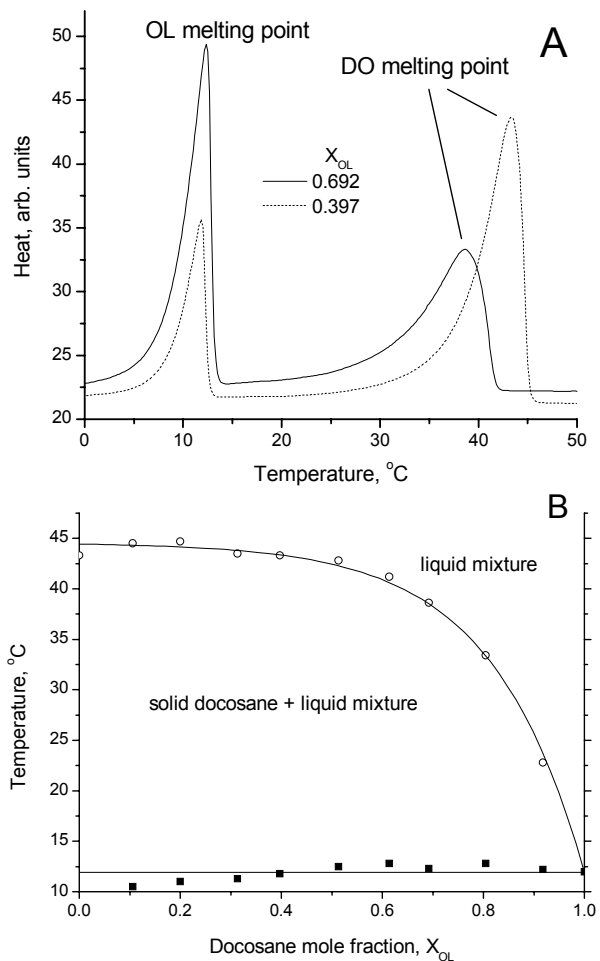 A
OL melting point
DO melting point
X_OL
0.692
0.397
Heat, arb. units
50
45
40
35
30
25
20
0
10
20
30
40
50
Temperature, °C
B
liquid mixture
solid docosane + liquid mixture
Temperature, °C
45
40
35
30
25
20
15
10
0.0
0.2
0.4
0.6
0.8
1.0
Docosane mole fraction, X_OL